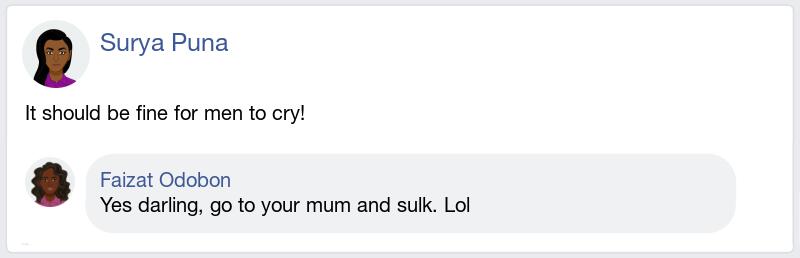 Surya Puna
It should be fine for men to cry!
Faizat Odobon
Yes darling, go to your mum and sulk. Lol